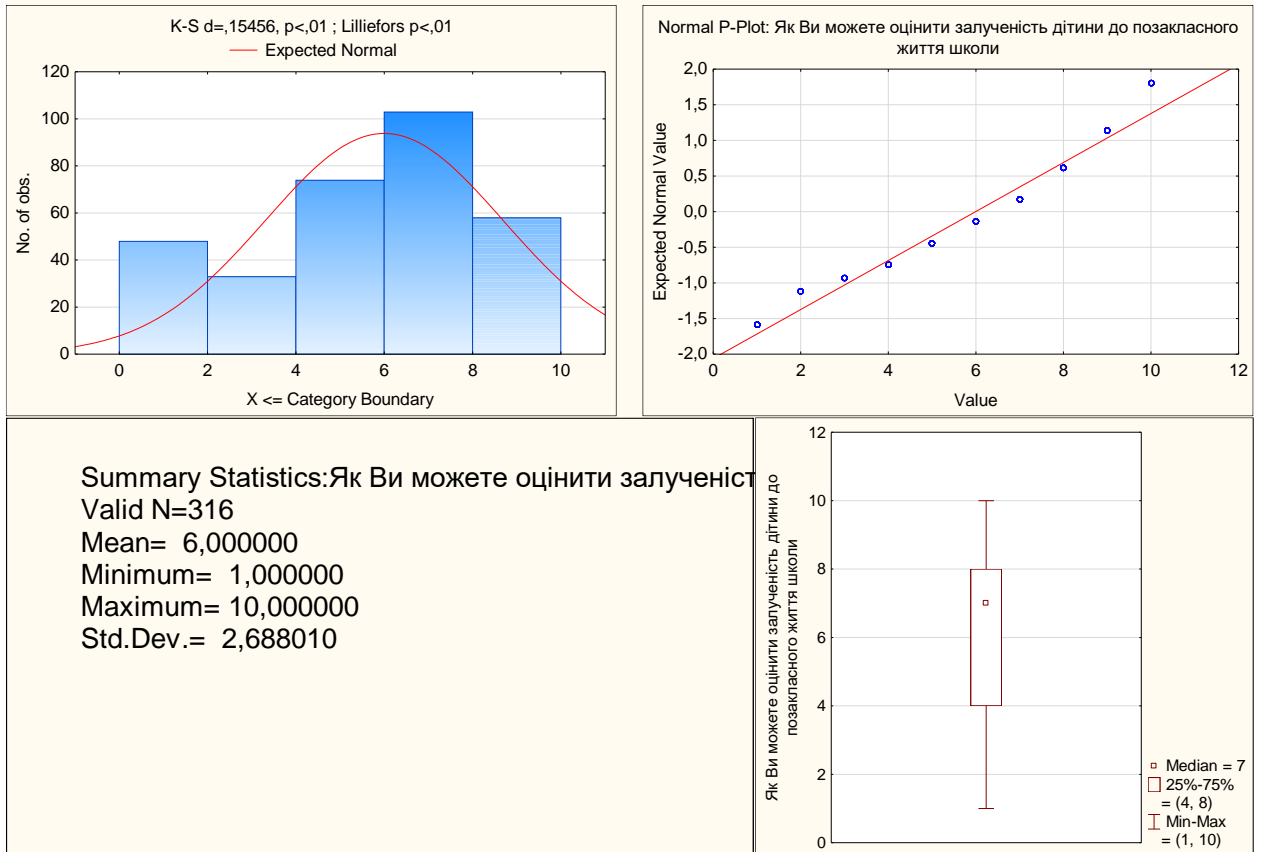 K-S d=,15456, p<,01 ; Lilliefors p<,01
Expected Normal
120
100
80
60
40
20
0
No. of obs.
0 2 4 6 8 10
X <= Category Boundary
Normal P-Plot: Як Ви можете оцінити залученість дитини до позакласного
життя школи
2,0
1,5
1,0
0,5
0,0
-0,5
-1,0
-1,5
-2,0
Expected Normal Value
0 2 4 6 8 10 12
Value
Summary Statistics:Як Ви можете оцінити залученіст
Valid N=316
Mean= 6,000000
Minimum= 1,000000
Maximum= 10,000000
Std.Dev.= 2,688010
Як Ви можете оцінити залученість дітини до
позакласного життя школи
12
10
8
6
4
2
0
Median = 7
25%-75%
= (4, 8)
Min-Max
= (1, 10)